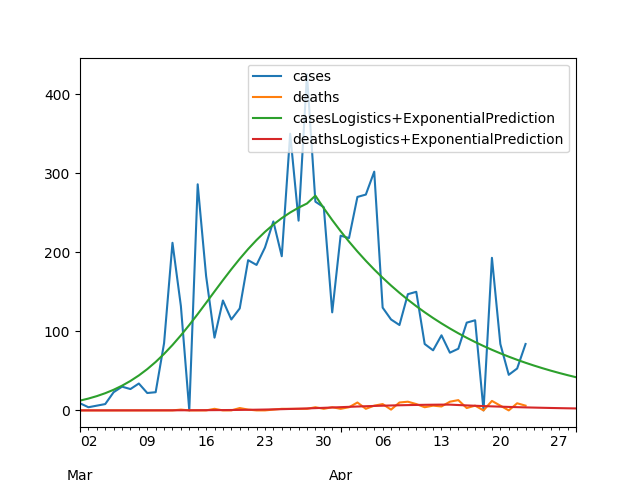 cases
deaths
casesLogistics+ExponentialPrediction
deathsLogistics+ExponentialPrediction
400
300
200
100
0
02 09 16 23 30 06 13 20 27
Mar Apr